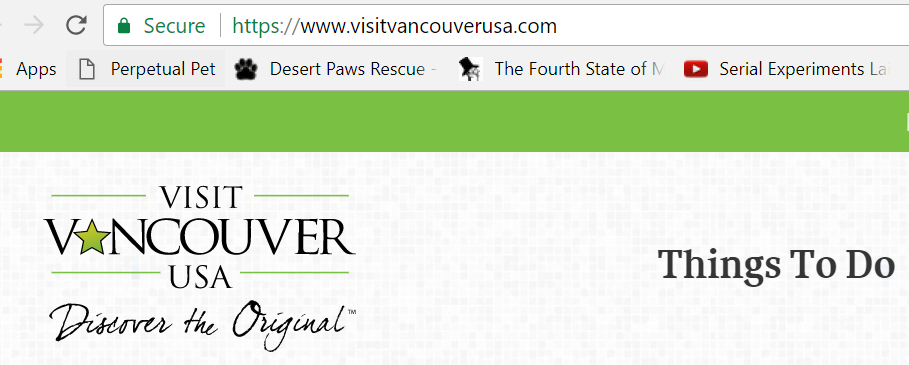 Secure https://www.visitvancouverusa.com
Apps Perpetual Pet Desert Paws Rescue - The Fourth State of M Serial Experiments Lai
VISIT
VANCOUVER
USA
Discover the Original™
Things To Do